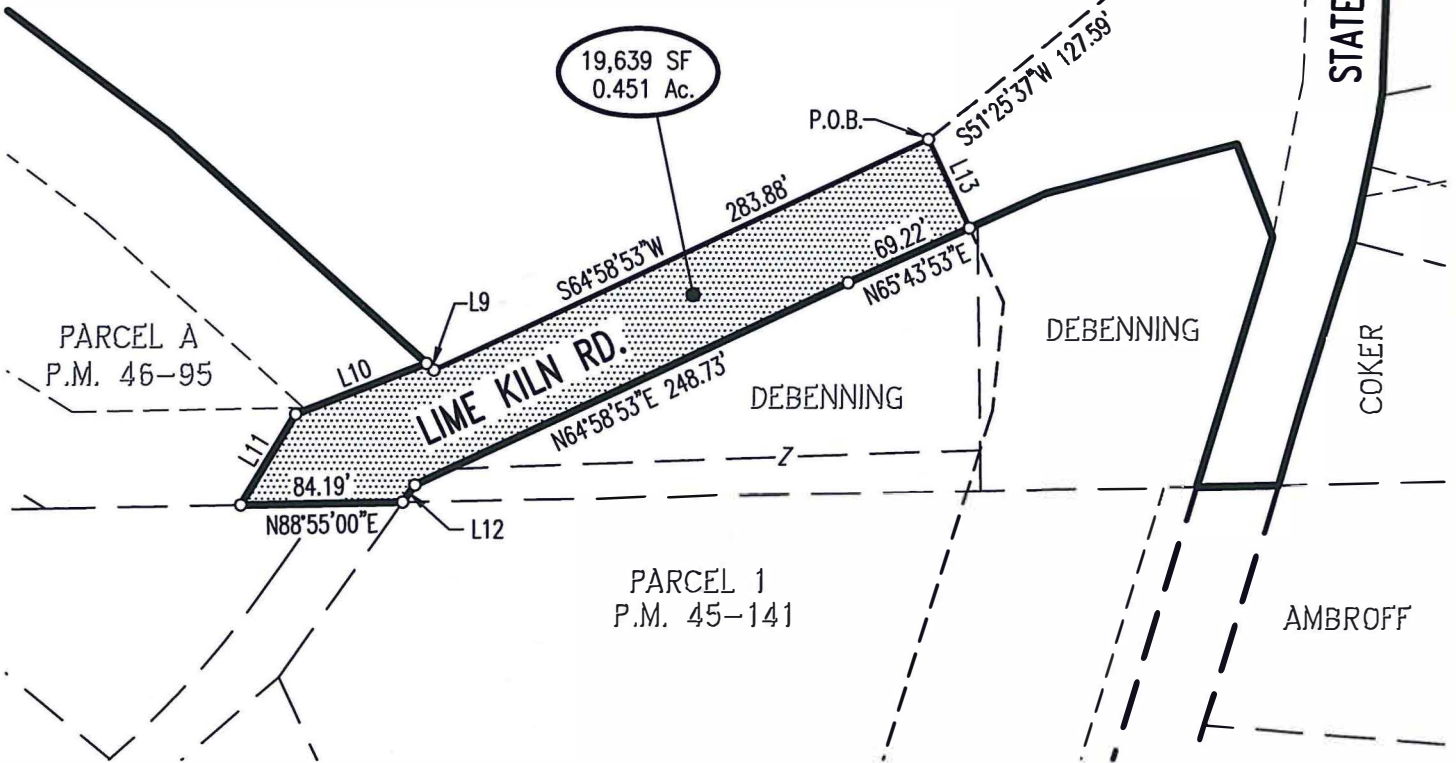 STATE
19,639 SF
0.451 Ac.
P.O.B.
S51°25'37"W 127.59'
L13
283.88'
S64°58'53"W
69.22'
N65°43'53"E
L9
PARCEL A
P.M. 46-95
L10
DEBENNING
COKER
LIME KILN RD.
DEBENNING
N64°58'53"E 248.73'
L11
Z
84.19'
N88°55'00"E
L12
PARCEL 1
P.M. 45-141
AMBROFF